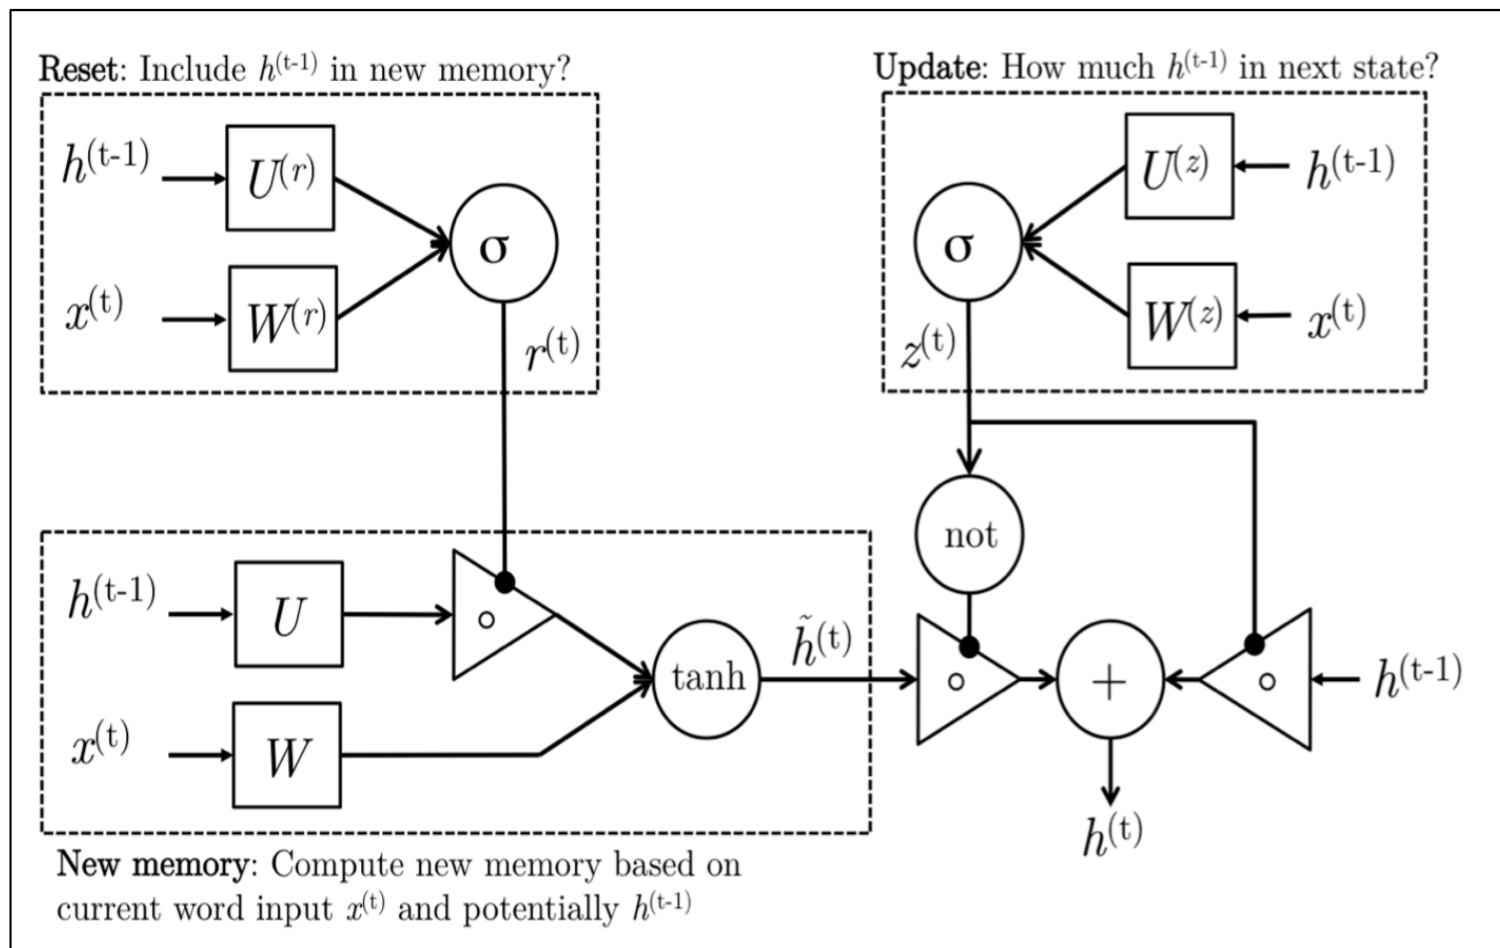 Reset: Include h(t-1) in new memory?
h(t-1)
U(r)
x(t)
W(r)
σ
r(t)
Update: How much h(t-1) in next state?
σ
U(z)
h(t-1)
W(z)
x(t)
z(t)
not
h(t-1)
U
x(t)
W
tanh
h̃(t)
+
h(t-1)
h(t)
New memory: Compute new memory based on
current word input x(t) and potentially h(t-1)